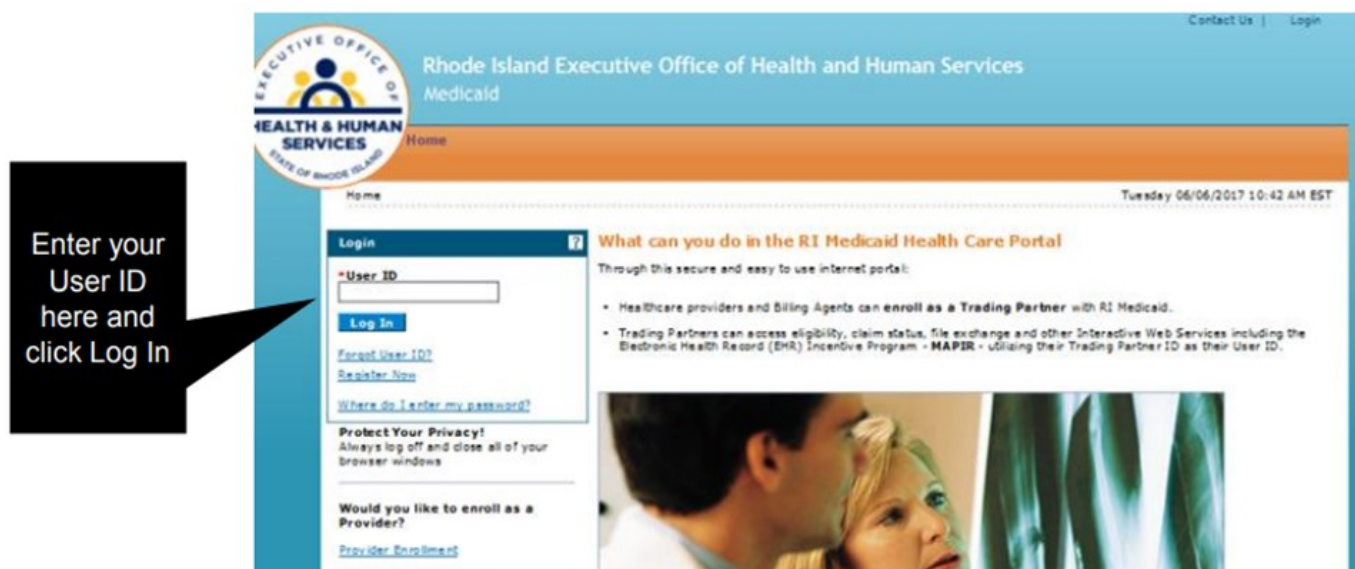 Contact Us | Login
EXECUTIVE OFFICE OF
HEALTH & HUMAN
SERVICES
STATE OF RHODE ISLAND
Rhode Island Executive Office of Health and Human Services
Medicaid
Home
Home
Tuesday 06/06/2017 10:42 AM EST
Enter your
User ID
here and
click Log In
Login ?
*User ID
Log In
Forgot User ID?
Register Now
Where do I enter my password?
Protect Your Privacy!
Always log off and close all of your
browser windows
Would you like to enroll as a
Provider?
Provider Enrollment
What can you do in the RI Medicaid Health Care Portal
Through this secure and easy to use internet portal:
• Healthcare providers and Billing Agents can enroll as a Trading Partner with RI Medicaid.
• Trading Partners can access eligibility, claim status, file exchange and other Interactive Web Services including the
Electronic Health Record (EHR) Incentive Program - MAPIR - utilizing their Trading Partner ID as their User ID.